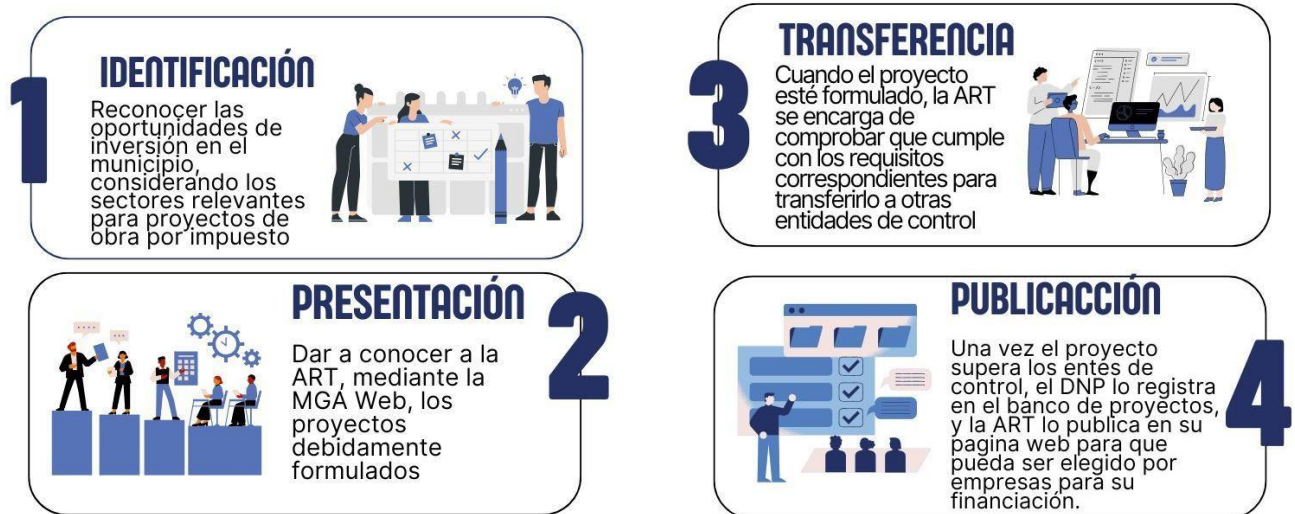 1
IDENTIFICACIÓN
Reconocer las
oportunidades de
inversión en el
municipio,
considerando los
sectores relevantes
para proyectos de
obra por impuesto
PRESENTACIÓN
2
Dar a conocer a la
ART, mediante la
MGA Web, los
proyectos
debidamente
formulados
3
TRANSFERENCIA
Cuando el proyecto
esté formulado, la ART
se encarga de
comprobar que cumple
con los requisitos
correspondientes para
transferirlo a otras
entidades de control
PUBLICACCIÓN
4
Una vez el proyecto
supera los entes de
control, el DNP lo registra
en el banco de proyectos,
y la ART lo publica en su
pagina web para que
pueda ser elegido por
empresas para su
financiación.